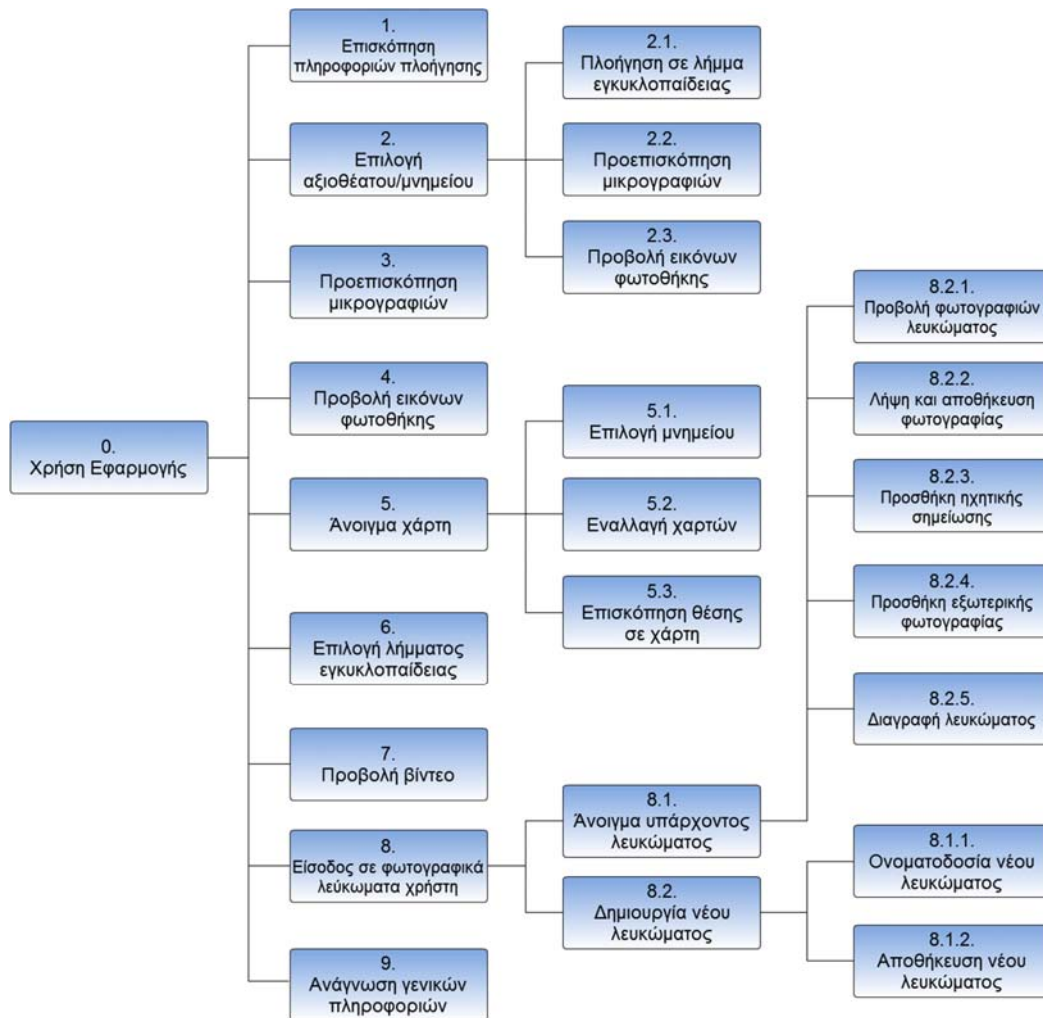 0.
Χρήση Εφαρμογής
1.
Επισκόπηση
πληροφοριών πλοήγησης
2.
Επιλογή
αξιοθέατου/μνημείου
2.1.
Πλοήγηση σε λήμμα
εγκυκλοπαίδειας
2.2.
Προεπισκόπηση
μικρογραφιών
2.3.
Προβολή εικόνων
φωτοθήκης
3.
Προεπισκόπηση
μικρογραφιών
4.
Προβολή εικόνων
φωτοθήκης
5.
Άνοιγμα χάρτη
5.1.
Επιλογή μνημείου
5.2.
Εναλλαγή χαρτών
5.3.
Επισκόπηση θέσης
σε χάρτη
6.
Επιλογή λήμματος
εγκυκλοπαίδειας
7.
Προβολή βίντεο
8.
Είσοδος σε φωτογραφικά
λεύκωματα χρήστη
8.1.
Άνοιγμα υπάρχοντος
λευκώματος
8.2.1.
Προβολή φωτογραφιών
λευκώματος
8.2.2.
Λήψη και αποθήκευση
φωτογραφίας
8.2.3.
Προσθήκη ηχητικής
σημείωσης
8.2.4.
Προσθήκη εξωτερικής
φωτογραφίας
8.2.5.
Διαγραφή λευκώματος
8.2.
Δημιουργία νέου
λευκώματος
8.1.1.
Ονοματοδοσία νέου
λευκώματος
8.1.2.
Αποθήκευση νέου
λευκώματος
9.
Ανάγνωση γενικών
πληροφοριών